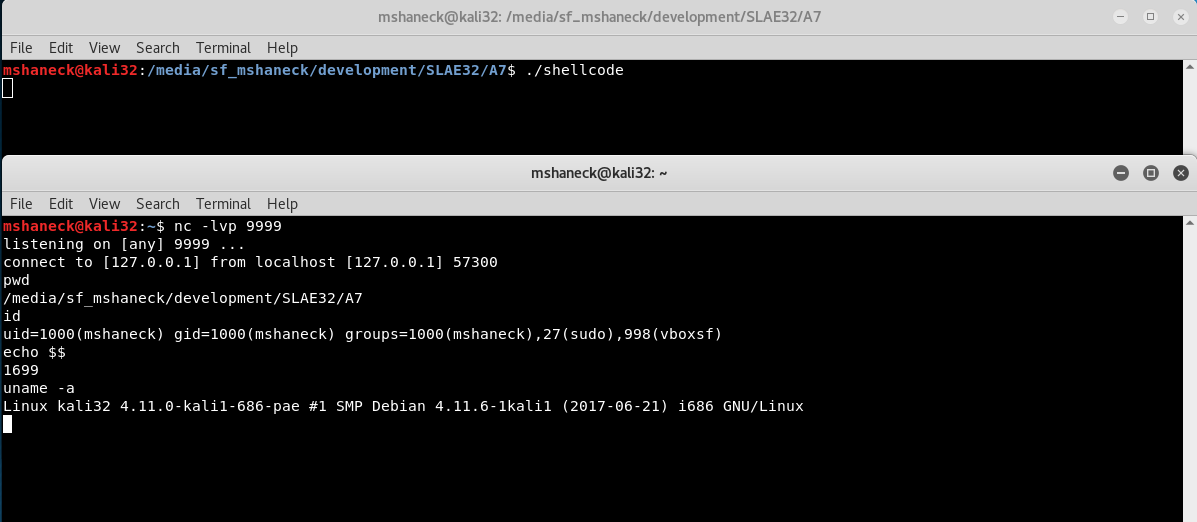 mshaneck@kali32: /media/sf_mshaneck/development/SLAE32/A7
File Edit View Search Terminal Help
mshaneck@kali32:/media/sf_mshaneck/development/SLAE32/A7$ ./shellcode
mshaneck@kali32: ~
File Edit View Search Terminal Help
mshaneck@kali32:~$ nc -lvp 9999
listening on [any] 9999 ...
connect to [127.0.0.1] from localhost [127.0.0.1] 57300
pwd
/media/sf_mshaneck/development/SLAE32/A7
id
uid=1000(mshaneck) gid=1000(mshaneck) groups=1000(mshaneck),27(sudo),998(vboxsf)
echo $$
1699
uname -a
Linux kali32 4.11.0-kali1-686-pae #1 SMP Debian 4.11.6-1kali1 (2017-06-21) i686 GNU/Linux